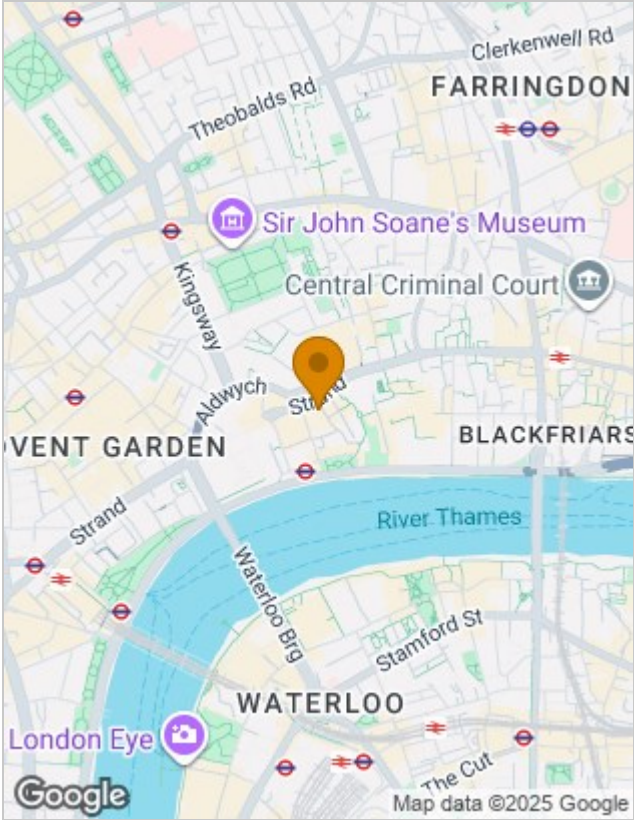 Clerkenwell Rd
FARRINGDON
Theobalds Rd
Sir John Soane's Museum
Central Criminal Court
Kingsway
Aldwych
Strand
VENT GARDEN
BLACKFRIARS
Strand
River Thames
Waterloo Brg
Stamford St
WATERLOO
London Eye
The Cut
Google
Map data ©2025 Google